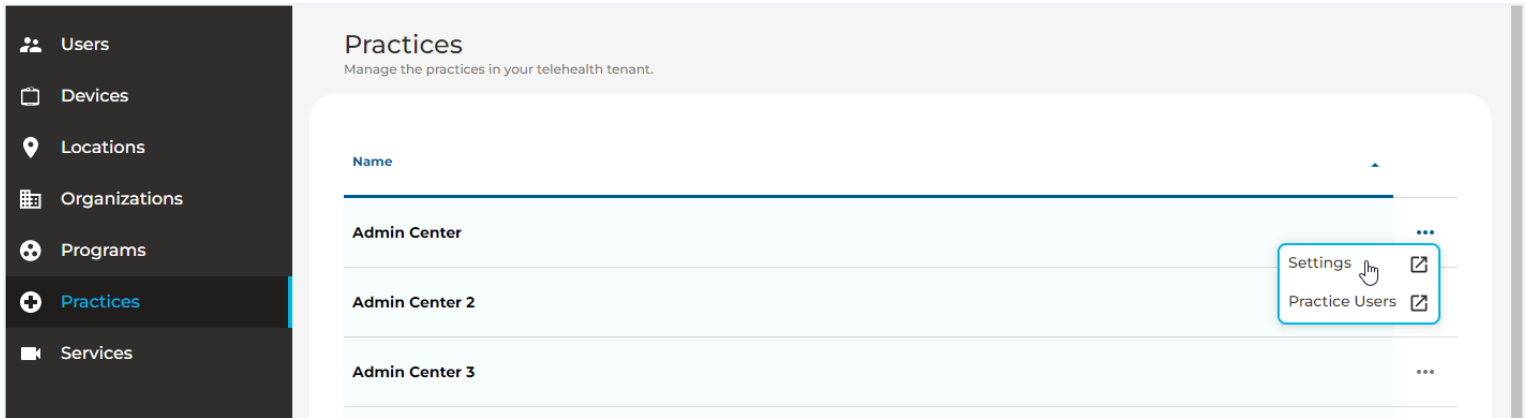 Users
Devices
Locations
Organizations
Programs
Practices
Services
Practices
Manage the practices in your telehealth tenant.
Name
Admin Center
Settings
Practice Users
Admin Center 2
Admin Center 3